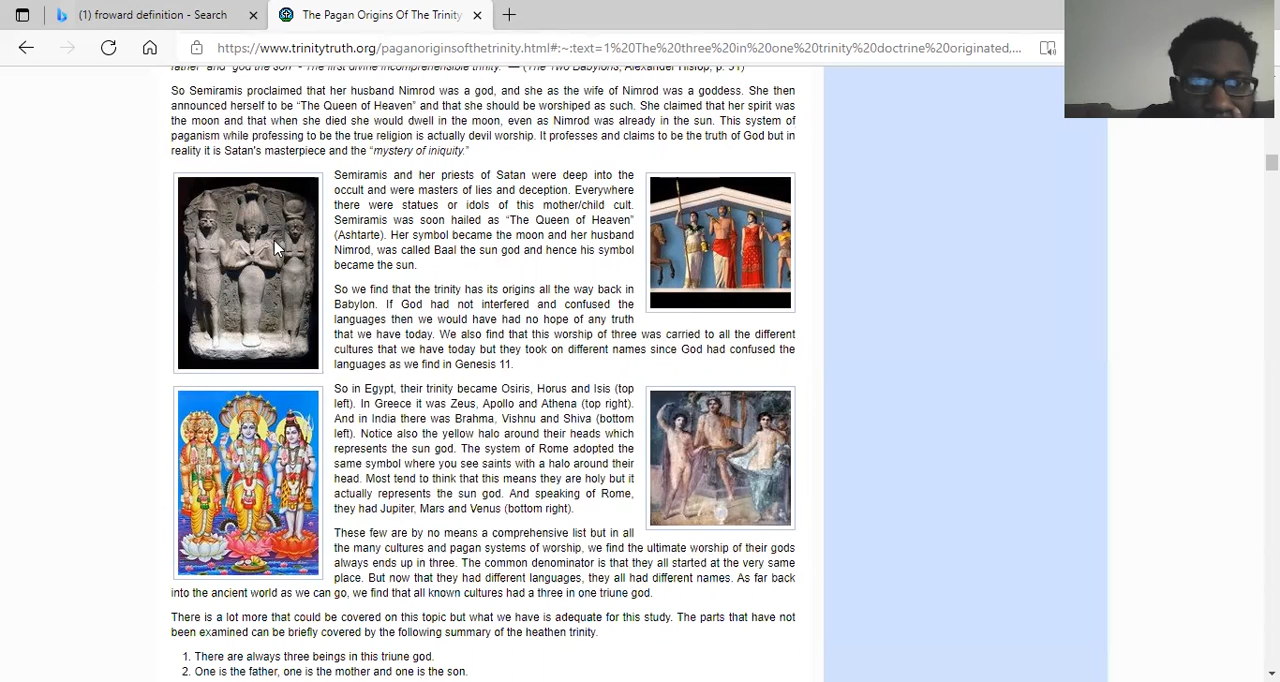 (1) froward definition - Search
The Pagan Origins Of The Trinity
https://www.trinitytruth.org/paganoriginsofthetrinity.html#:~:text=1%20The%20three%20in%20one%20trinity%20doctrine%20originated,...
father" and "god the son" - The first of the incomprehensible trinity." — (The Two Babylons, Alexander Hislop, p. 51)
So Semiramis proclaimed that her husband Nimrod was a god, and she as the wife of Nimrod was a goddess. She then
announced herself to be “The Queen of Heaven” and that she should be worshiped as such. She claimed that her spirit was
the moon and that when she died she would dwell in the moon, even as Nimrod was already in the sun. This system of
paganism while professing to be the true religion is actually devil worship. It professes and claims to be the truth of God but in
reality it is Satan's masterpiece and the “mystery of iniquity.”
Semiramis and her priests of Satan were deep into the
occult and were masters of lies and deception. Everywhere
there were statues or idols of this mother/child cult.
Semiramis was soon hailed as “The Queen of Heaven”
(Ashtarte). Her symbol became the moon and her husband
Nimrod, was called Baal the sun god and hence his symbol
became the sun.
So we find that the trinity has its origins all the way back in
Babylon. If God had not interfered and confused the
languages then we would have had no hope of any truth
that we have today. We also find that this worship of three was carried to all the different
cultures that we have today but they took on different names since God had confused the
languages as we find in Genesis 11.
So in Egypt, their trinity became Osiris, Horus and Isis (top
left). In Greece it was Zeus, Apollo and Athena (top right).
And in India there was Brahma, Vishnu and Shiva (bottom
left). Notice also the yellow halo around their heads which
represents the sun god. The system of Rome adopted the
same symbol where you see saints with a halo around their
head. Most tend to think that this means they are holy but it
actually represents the sun god. And speaking of Rome,
they had Jupiter, Mars and Venus (bottom right).
These few are by no means a comprehensive list but in all
the many cultures and pagan systems of worship, we find the ultimate worship of their gods
always ends up in three. The common denominator is that they all started at the very same
place. But now that they had different languages, they all had different names. As far back
into the ancient world as we can go, we find that all known cultures had a three in one triune god.
There is a lot more that could be covered on this topic but what we have is adequate for this study. The parts that have not
been examined can be briefly covered by the following summary of the heathen trinity.
1. There are always three beings in this triune god.
2. One is the father, one is the mother and one is the son.